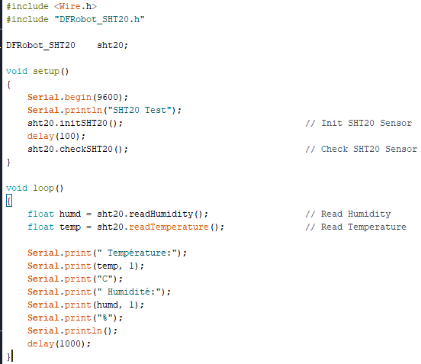 #include <Wire.h>
#include "DFRobot_SHT20.h"
DFRobot_SHT20    sht20;
void setup()
{
    Serial.begin(9600);
    Serial.println("SHT20 Test");
    sht20.initSHT20();                                  // Init SHT20 Sensor
    delay(100);
    sht20.checkSHT20();                                 // Check SHT20 Sensor
}
void loop()
{
    float humd = sht20.readHumidity();                  // Read Humidity
    float temp = sht20.readTemperature();               // Read Temperature
    Serial.print(" Température:");
    Serial.print(temp, 1);
    Serial.print("C");
    Serial.print(" Humidité:");
    Serial.print(humd, 1);
    Serial.print("%");
    Serial.println();
    delay(1000);
}